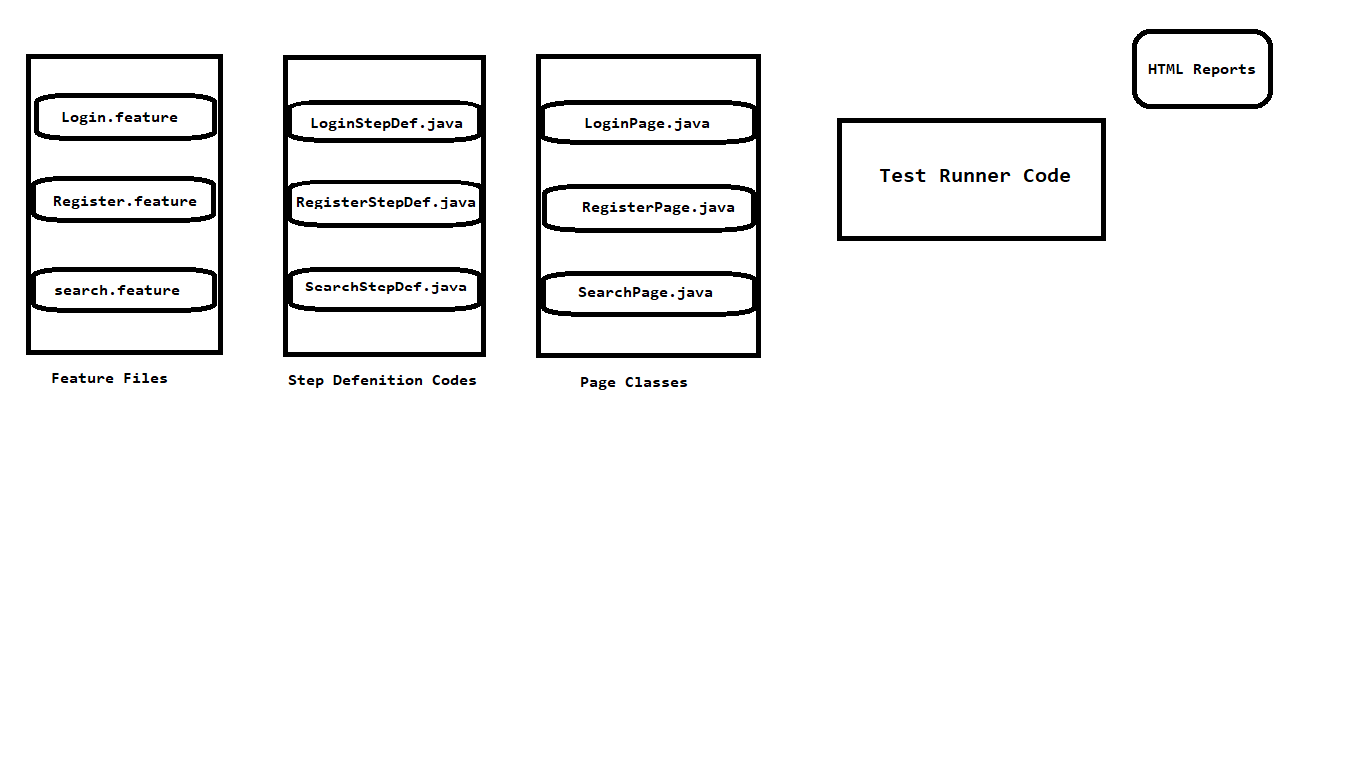 HTML Reports
Login.feature
Register.feature
search.feature
Feature Files
LoginStepDef.java
RegisterStepDef.java
SearchStepDef.java
Step Defenition Codes
LoginPage.java
RegisterPage.java
SearchPage.java
Page Classes
Test Runner Code